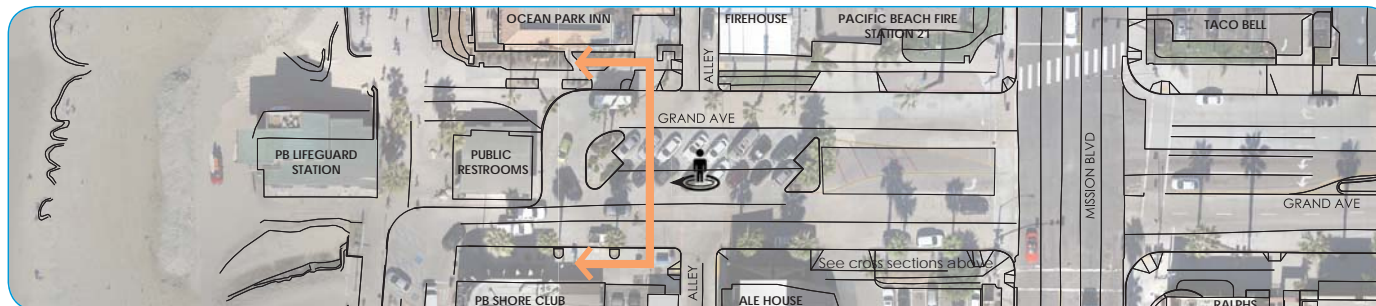 OCEAN PARK INN
FIREHOUSE
PACIFIC BEACH FIRE
STATION 21
TACO BELL
ALLEY
GRAND AVE
PB LIFEGUARD
STATION
PUBLIC
RESTROOMS
MISSION BLVD
GRAND AVE
See cross sections above
ALLEY
PB SHORE CLUB
ALE HOUSE
RALPHS